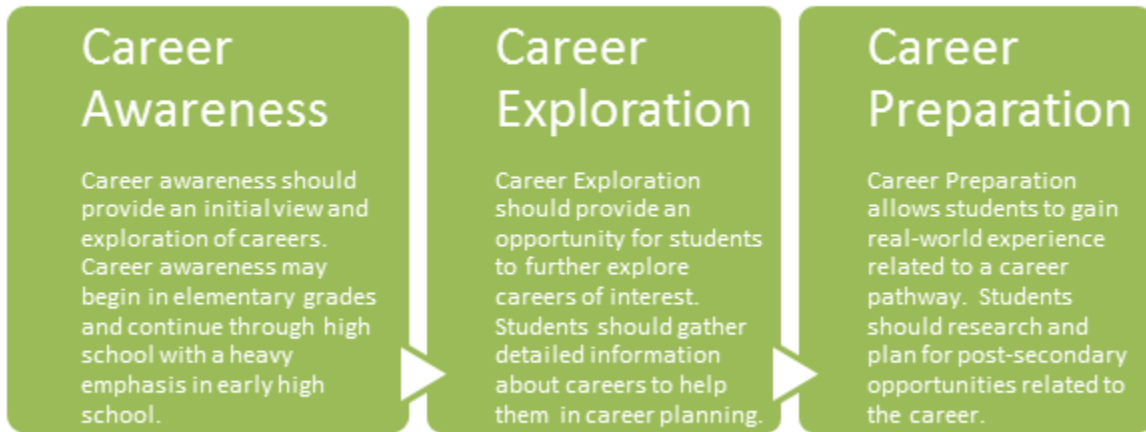 Career
Awareness
Career awareness should
provide an initial view and
exploration of careers.
Career awareness may
begin in elementary grades
and continue through high
school with a heavy
emphasis in early high
school.
Career
Exploration
Career Exploration
should provide an
opportunity for students
to further explore
careers of interest.
Students should gather
detailed information
about careers to help
them in career planning.
Career
Preparation
Career Preparation
allows students to gain
real-world experience
related to a career
pathway. Students
should research and
plan for post-secondary
opportunities related to
the career.